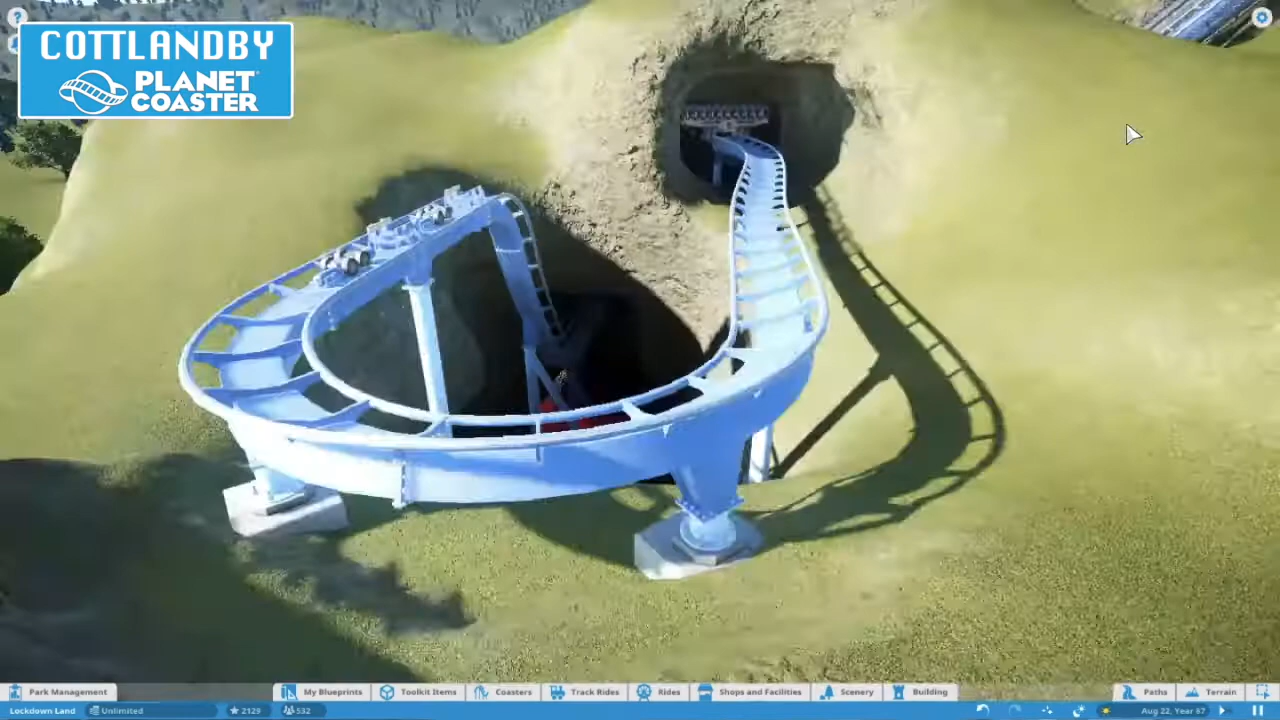 ?
COTTLANDBY
PLANET
COASTER
Park Management
My Blueprints
Toolkit Items
Coasters
Track Rides
Rides
Shops and Facilities
Scenery
Building
Paths
Terrain
Lockdown Land
Unlimited
2129
532
Aug 22, Year 67